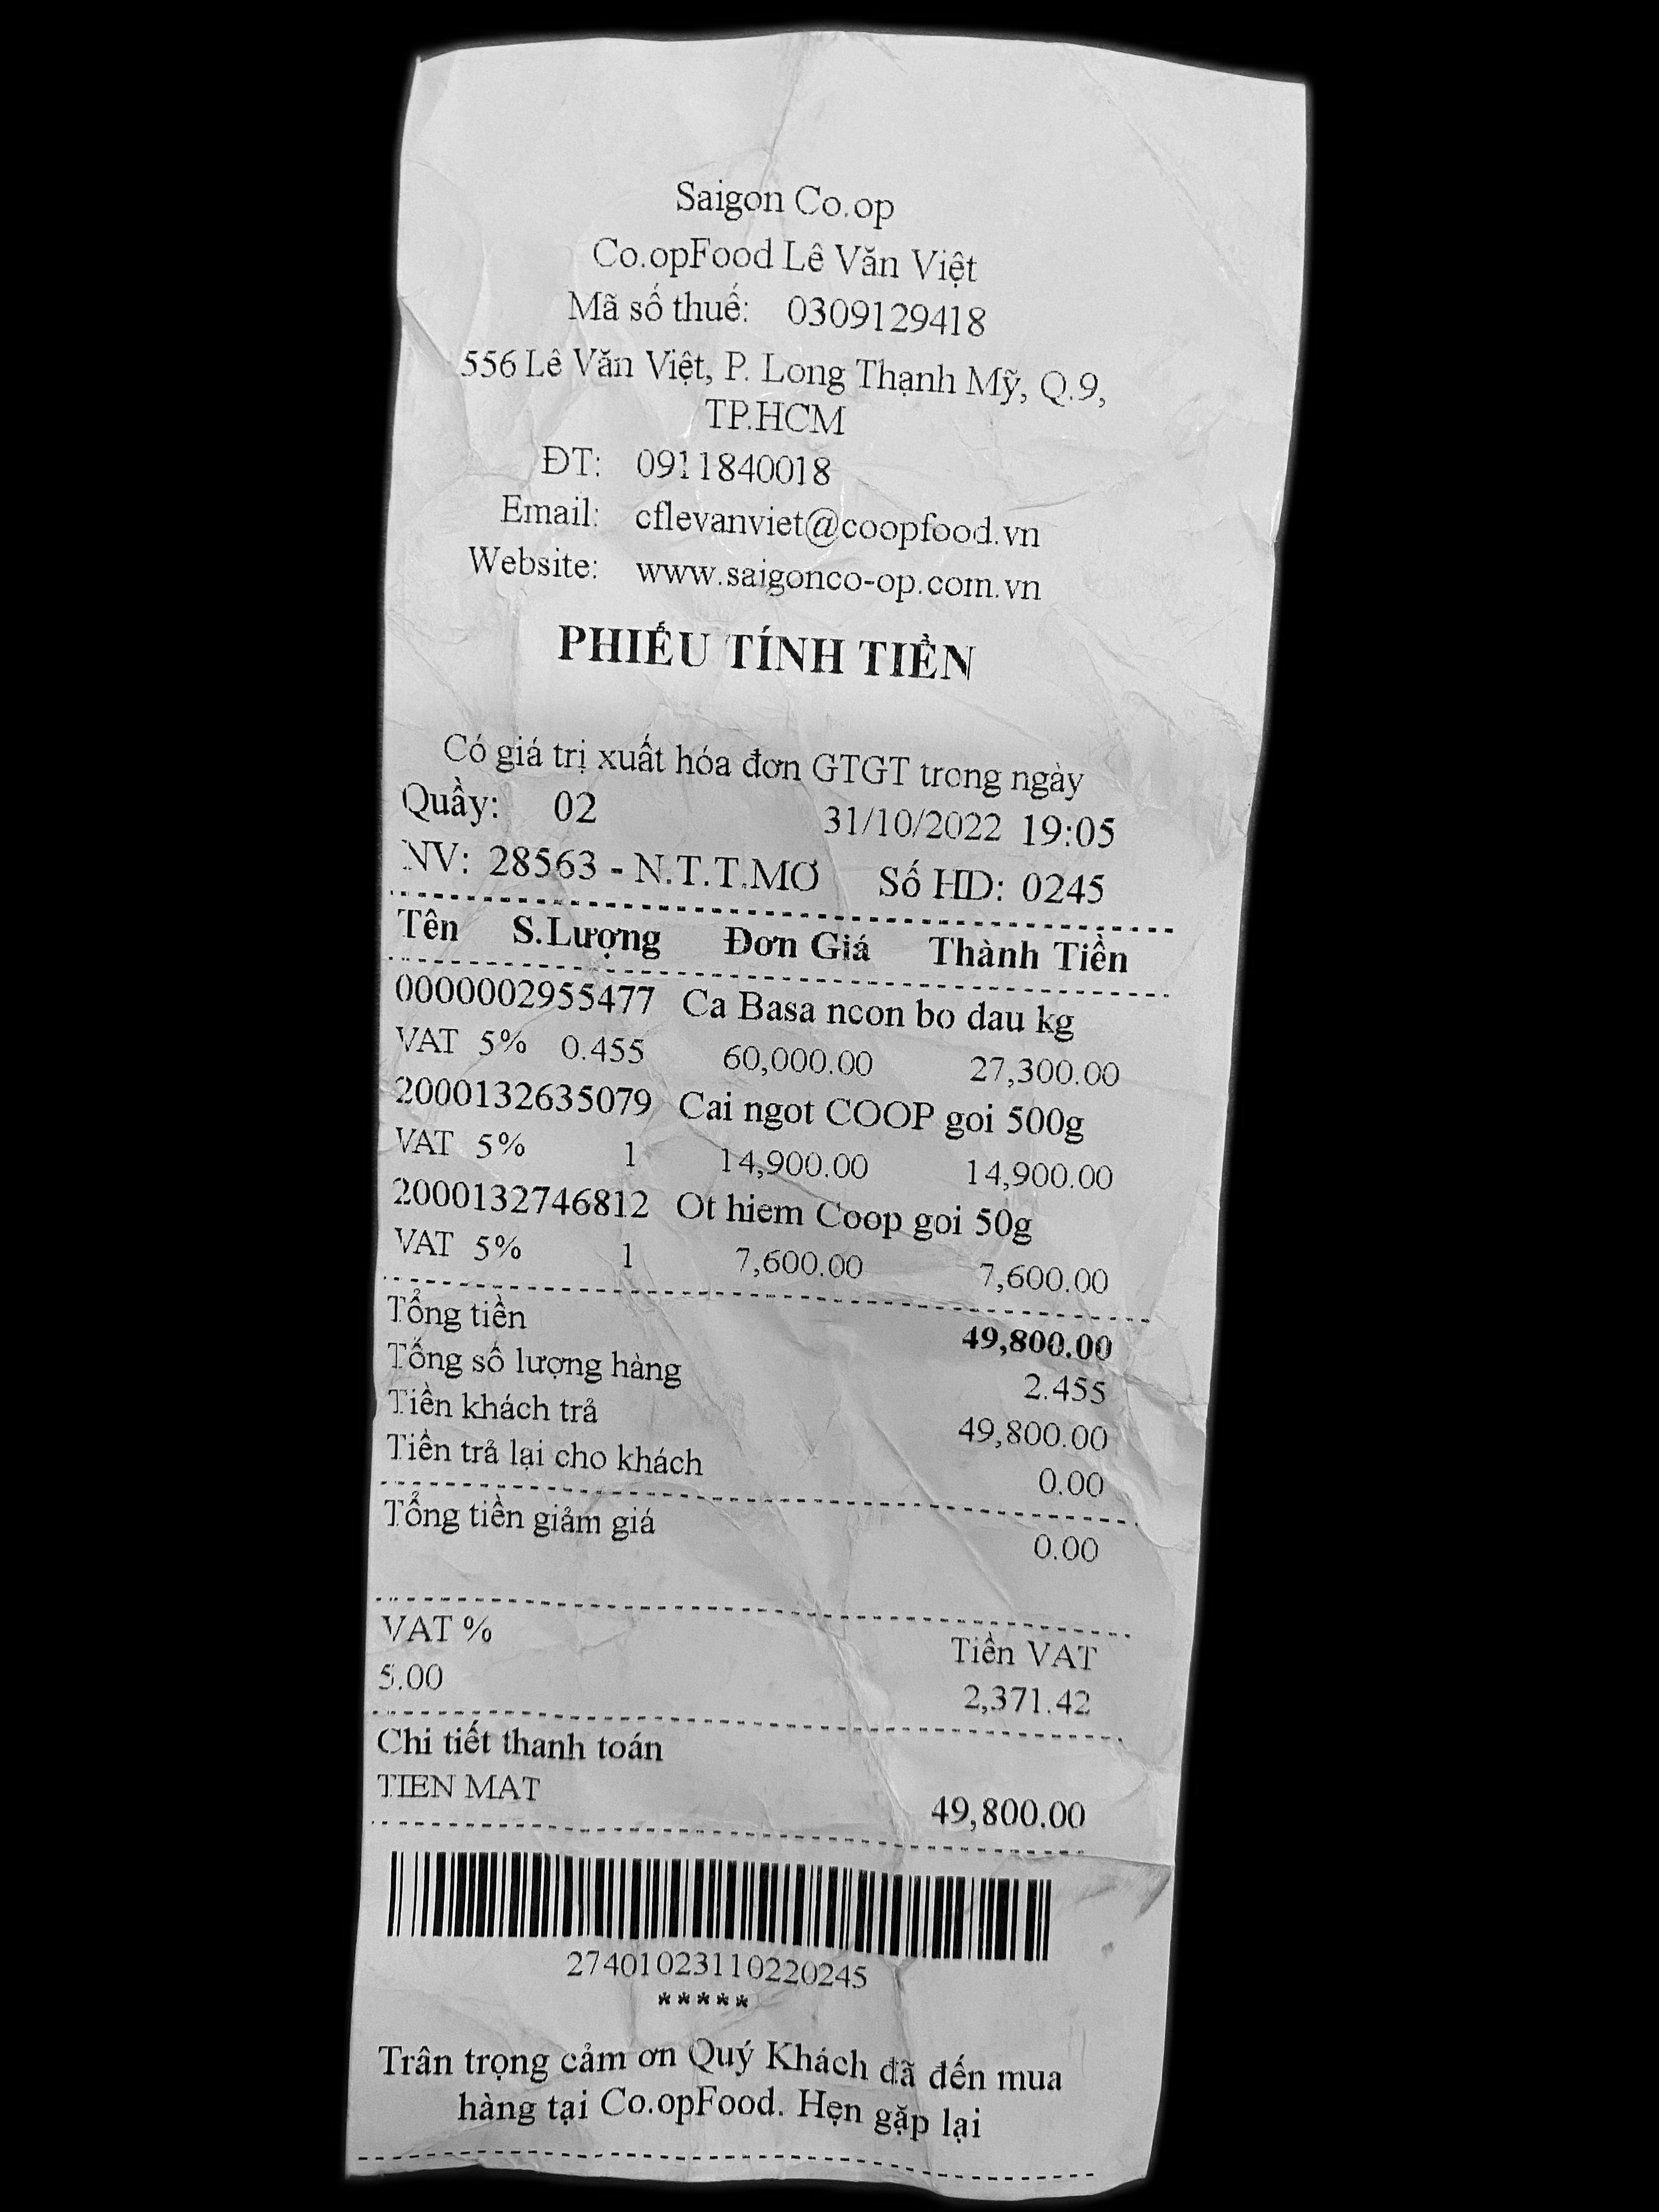 Saigon Co.op
Co.opFood Lê Văn Việt
Mã số thuế: 0309129418
556 Lê Văn Việt, P. Long Thạnh Mỹ, Q.9,
TP.HCM
ĐT: 0911840018
Email: cflevanviet@coopfood.vn
Website: www.saigonco-op.com.vn
PHIẾU TÍNH TIỀN
Có giá trị xuất hóa đơn GTGT trong ngày
Quầy: 02 31/10/2022 19:05
NV: 28563 - N.T.T.MƠ Số HD: 0245
Tên S.Lượng Đơn Giá Thành Tiền
0000002955477 Ca Basa ncon bo dau kg
VAT 5% 0.455 60,000.00 27,300.00
2000132635079 Cai ngot COOP goi 500g
VAT 5% 1 14,900.00 14,900.00
2000132746812 Ot hiem Coop goi 50g
VAT 5% 1 7,600.00 7,600.00
Tổng tiền 49,800.00
Tổng số lượng hàng 2.455
Tiền khách trả 49,800.00
Tiền trả lại cho khách 0.00
Tổng tiền giảm giá 0.00
VAT % Tiền VAT
5.00 2,371.42
Chi tiết thanh toán
TIEN MAT 49,800.00
27401023110220245
*****
Trân trọng cảm ơn Quý Khách đã đến mua
hàng tại Co.opFood. Hẹn gặp lại